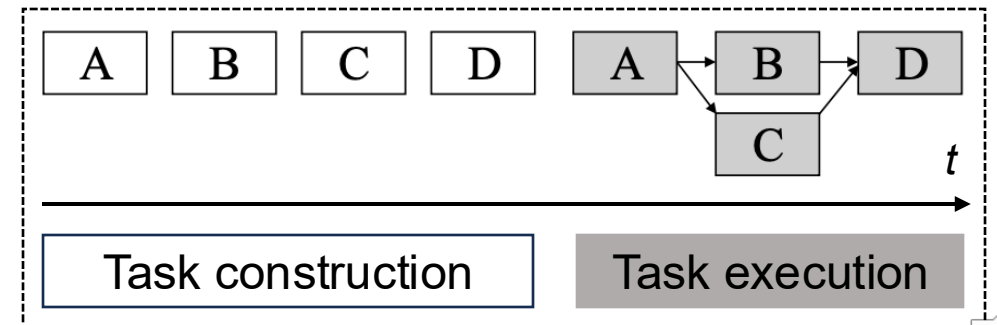 A B C D A B D
C
t
Task construction Task execution